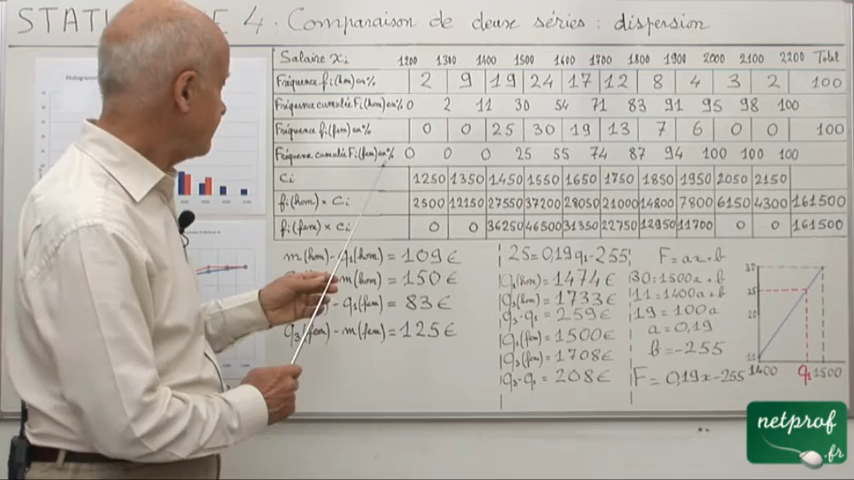 STATI E 4. Comparaison de deux séries : dispersion
Salaire xi 1200 1300 1400 1500 1600 1700 1800 1900 2000 2100 2200 Total
Fréquence fi(hom) en % 2 9 19 24 17 12 8 4 3 2 100
Fréquence cumulée Fi(hom) en % 0 2 11 30 54 71 83 91 95 98 100
Fréquence fi(fem) en % 0 0 25 30 19 13 7 6 0 0 100
Fréquence cumulée Fi(fem) en % 0 0 0 25 55 74 87 94 100 100 100
Ci 1250 1350 1450 1550 1650 1750 1850 1950 2050 2150
fi(hom) x Ci 2500 12150 27550 37200 28050 21000 14800 7800 6150 4300 161500
fi(fem) x Ci 0 0 36250 46500 31350 22750 12950 11700 0 0 161500
m(hom) - q1(hom) = 109€
m(hom) = 150€
- q1(fem) = 83€
q3(fem) - m(fem) = 125€
25 = 0,19q1 - 255
q1(hom) = 1474€
q3(hom) = 1733€
q3 - q1 = 259€
q1(fem) = 1500€
q3(fem) = 1708€
q3 - q1 = 208€
F = ax + b
30 = 1500a + b
11 = 1400a + b
19 = 100a
a = 0,19
b = -255
F = 0,19x - 255
30
25
20
11
1400 q1 1500
netprof
.fr